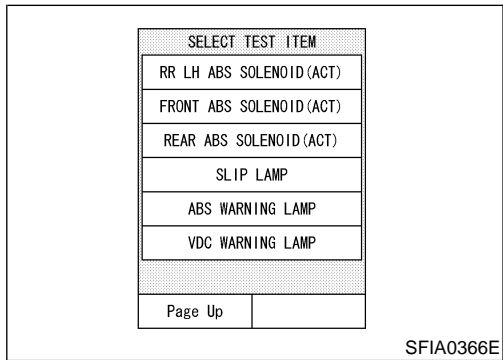 SELECT TEST ITEM
RR LH ABS SOLENOID(ACT)
FRONT ABS SOLENOID(ACT)
REAR ABS SOLENOID(ACT)
SLIP LAMP
ABS WARNING LAMP
VDC WARNING LAMP
Page Up
SFIA0366E